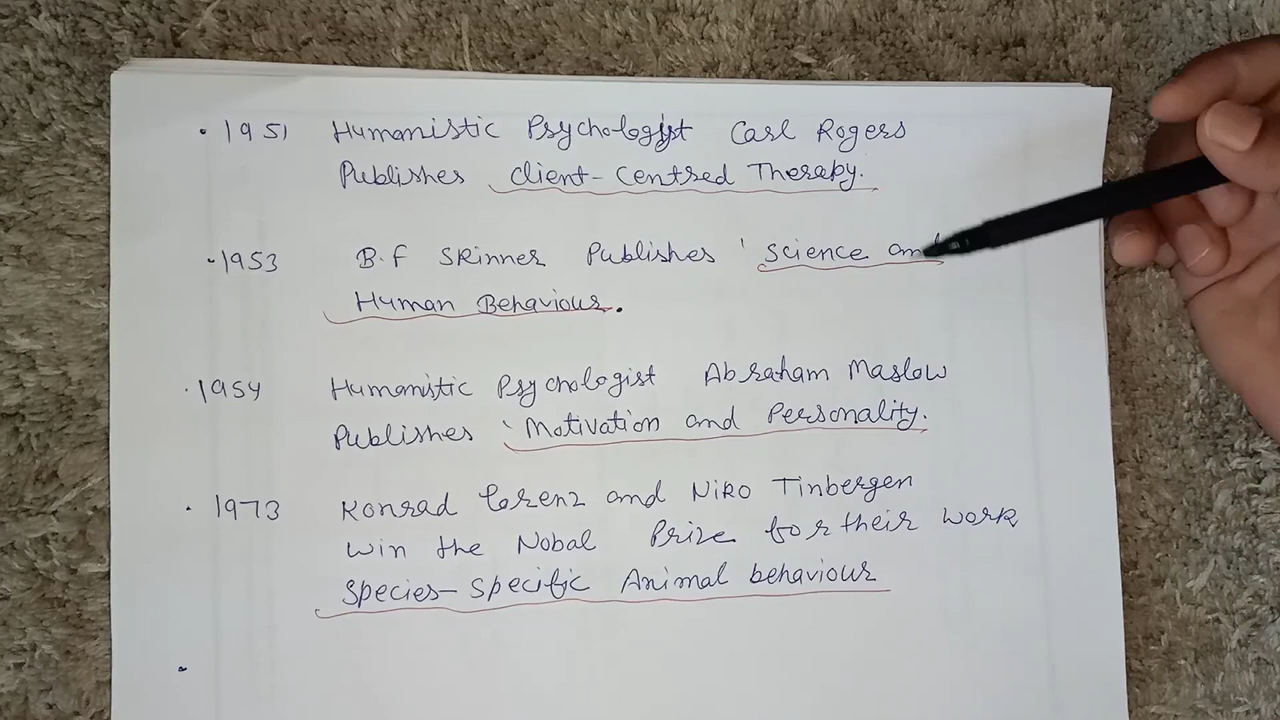 • 1951 Humanistic Psychologist Carl Rogers
Publishes Client-Centred Therapy.
• 1953 B.F Skinner Publishes 'Science and
Human Behaviour.
• 1954 Humanistic Psychologist Abraham Maslow
Publishes 'Motivation and Personality.
• 1973 Konrad Lorenz and Niko Tinbergen
win the Nobal Prize for their work
Species-Specific Animal behaviour
•